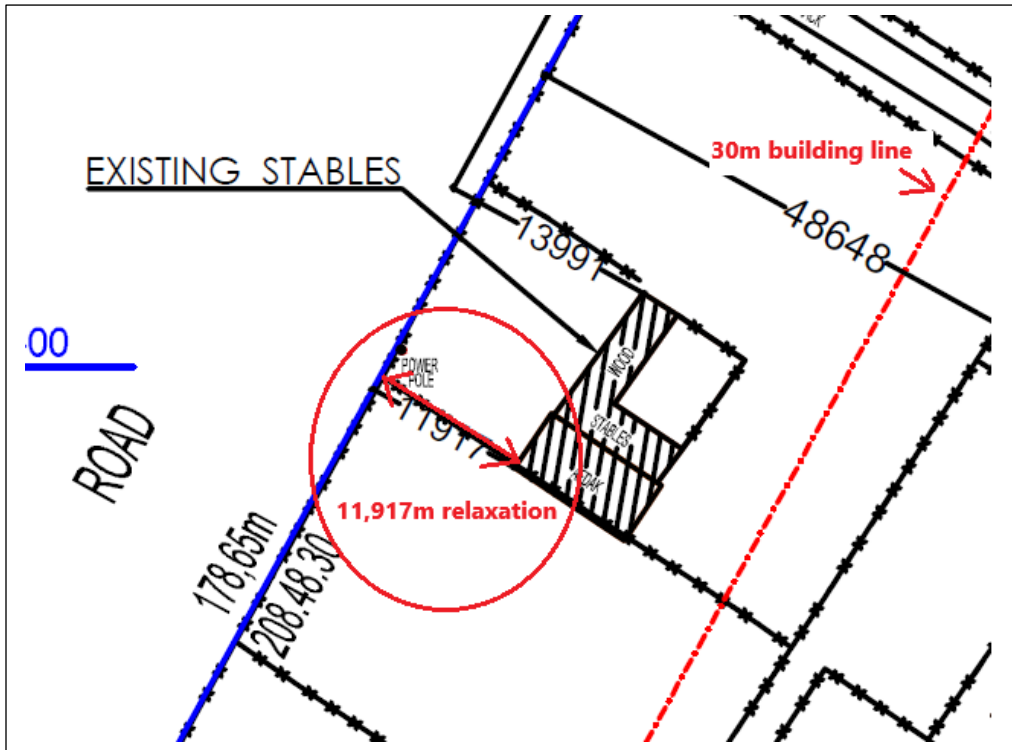 CK
30m building line
EXISTING STABLES
13991
48648
WOOD
00
POWER
POLE
STABLES
11917
ROAD
11,917m relaxation
178,65m
208.48.30